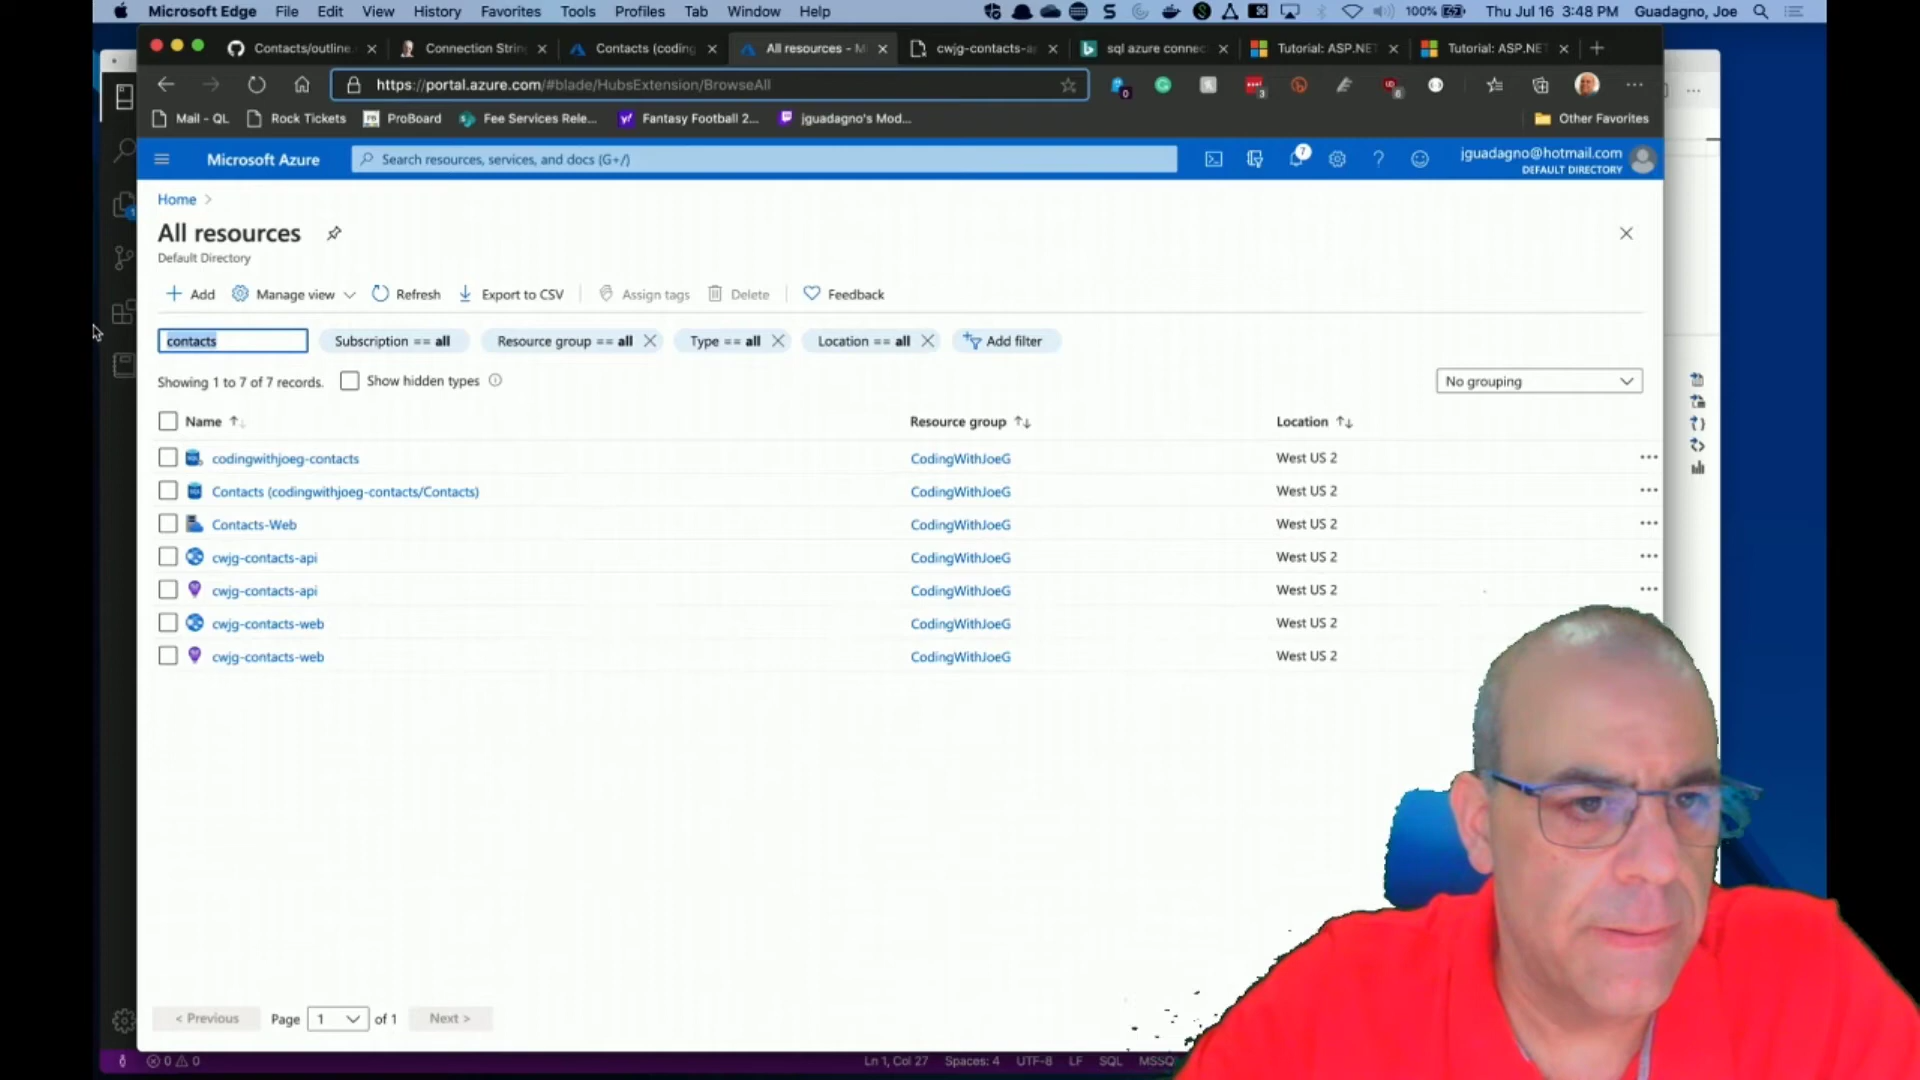 Microsoft Edge File Edit View History Favorites Tools Profiles Tab Window Help 100% Thu Jul 16 3:48 PM Guadagno, Joe
Contacts/outline. Connection Strin Contacts (coding All resources - M cwjg-contacts-a sql azure connec Tutorial: ASP.NET Tutorial: ASP.NET
https://portal.azure.com/#blade/HubsExtension/BrowseAll
Mail - QL Rock Tickets ProBoard Fee Services Rele... Fantasy Football 2... jguadagno's Mod... Other Favorites
Microsoft Azure Search resources, services, and docs (G+/) 7 jguadagno@hotmail.com
DEFAULT DIRECTORY
Home >
All resources
Default Directory
Add Manage view Refresh Export to CSV Assign tags Delete Feedback
contacts Subscription == all Resource group == all Type == all Location == all Add filter
Showing 1 to 7 of 7 records. Show hidden types No grouping
Name Resource group Location
codingwithjoeg-contacts CodingWithJoeG West US 2
Contacts (codingwithjoeg-contacts/Contacts) CodingWithJoeG West US 2
Contacts-Web CodingWithJoeG West US 2
cwjg-contacts-api CodingWithJoeG West US 2
cwjg-contacts-api CodingWithJoeG West US 2
cwjg-contacts-web CodingWithJoeG West US 2
cwjg-contacts-web CodingWithJoeG West US 2
< Previous Page 1 of 1 Next >
0 0 Ln 1, Col 27 Spaces: 4 UTF-8 LF SQL MSSQ